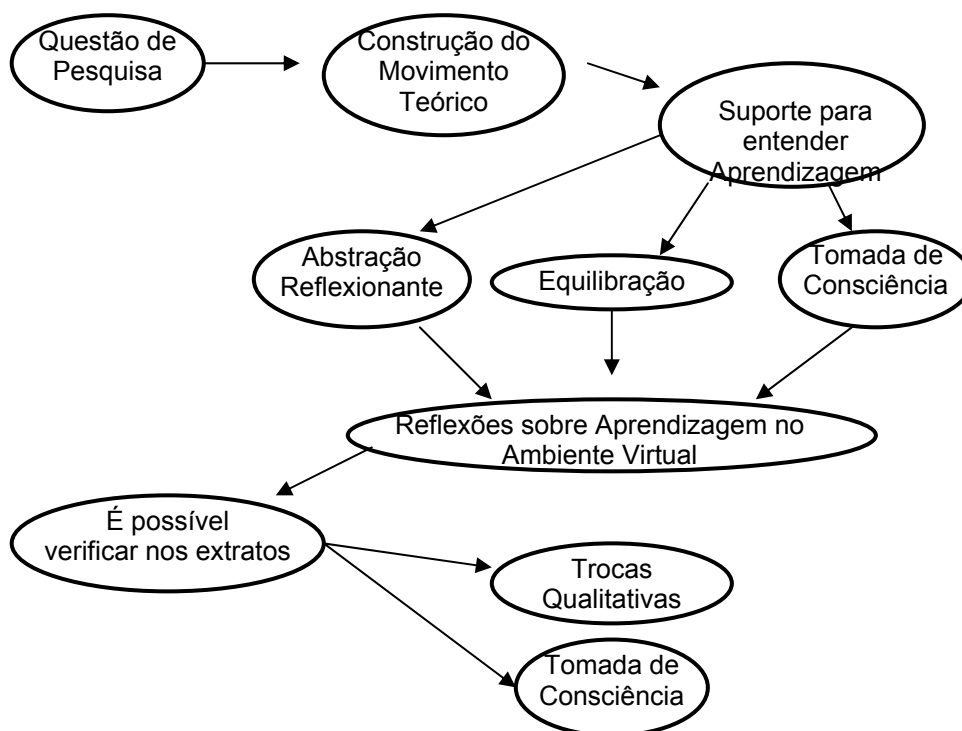 Questão de
Pesquisa
Construção do
Movimento
Teórico
Suporte para
entender
Aprendizagem
Abstração
Reflexionante
Equilibração
Tomada de
Consciência
Reflexões sobre Aprendizagem no
Ambiente Virtual
É possível
verificar nos extratos
Trocas
Qualitativas
Tomada de
Consciência